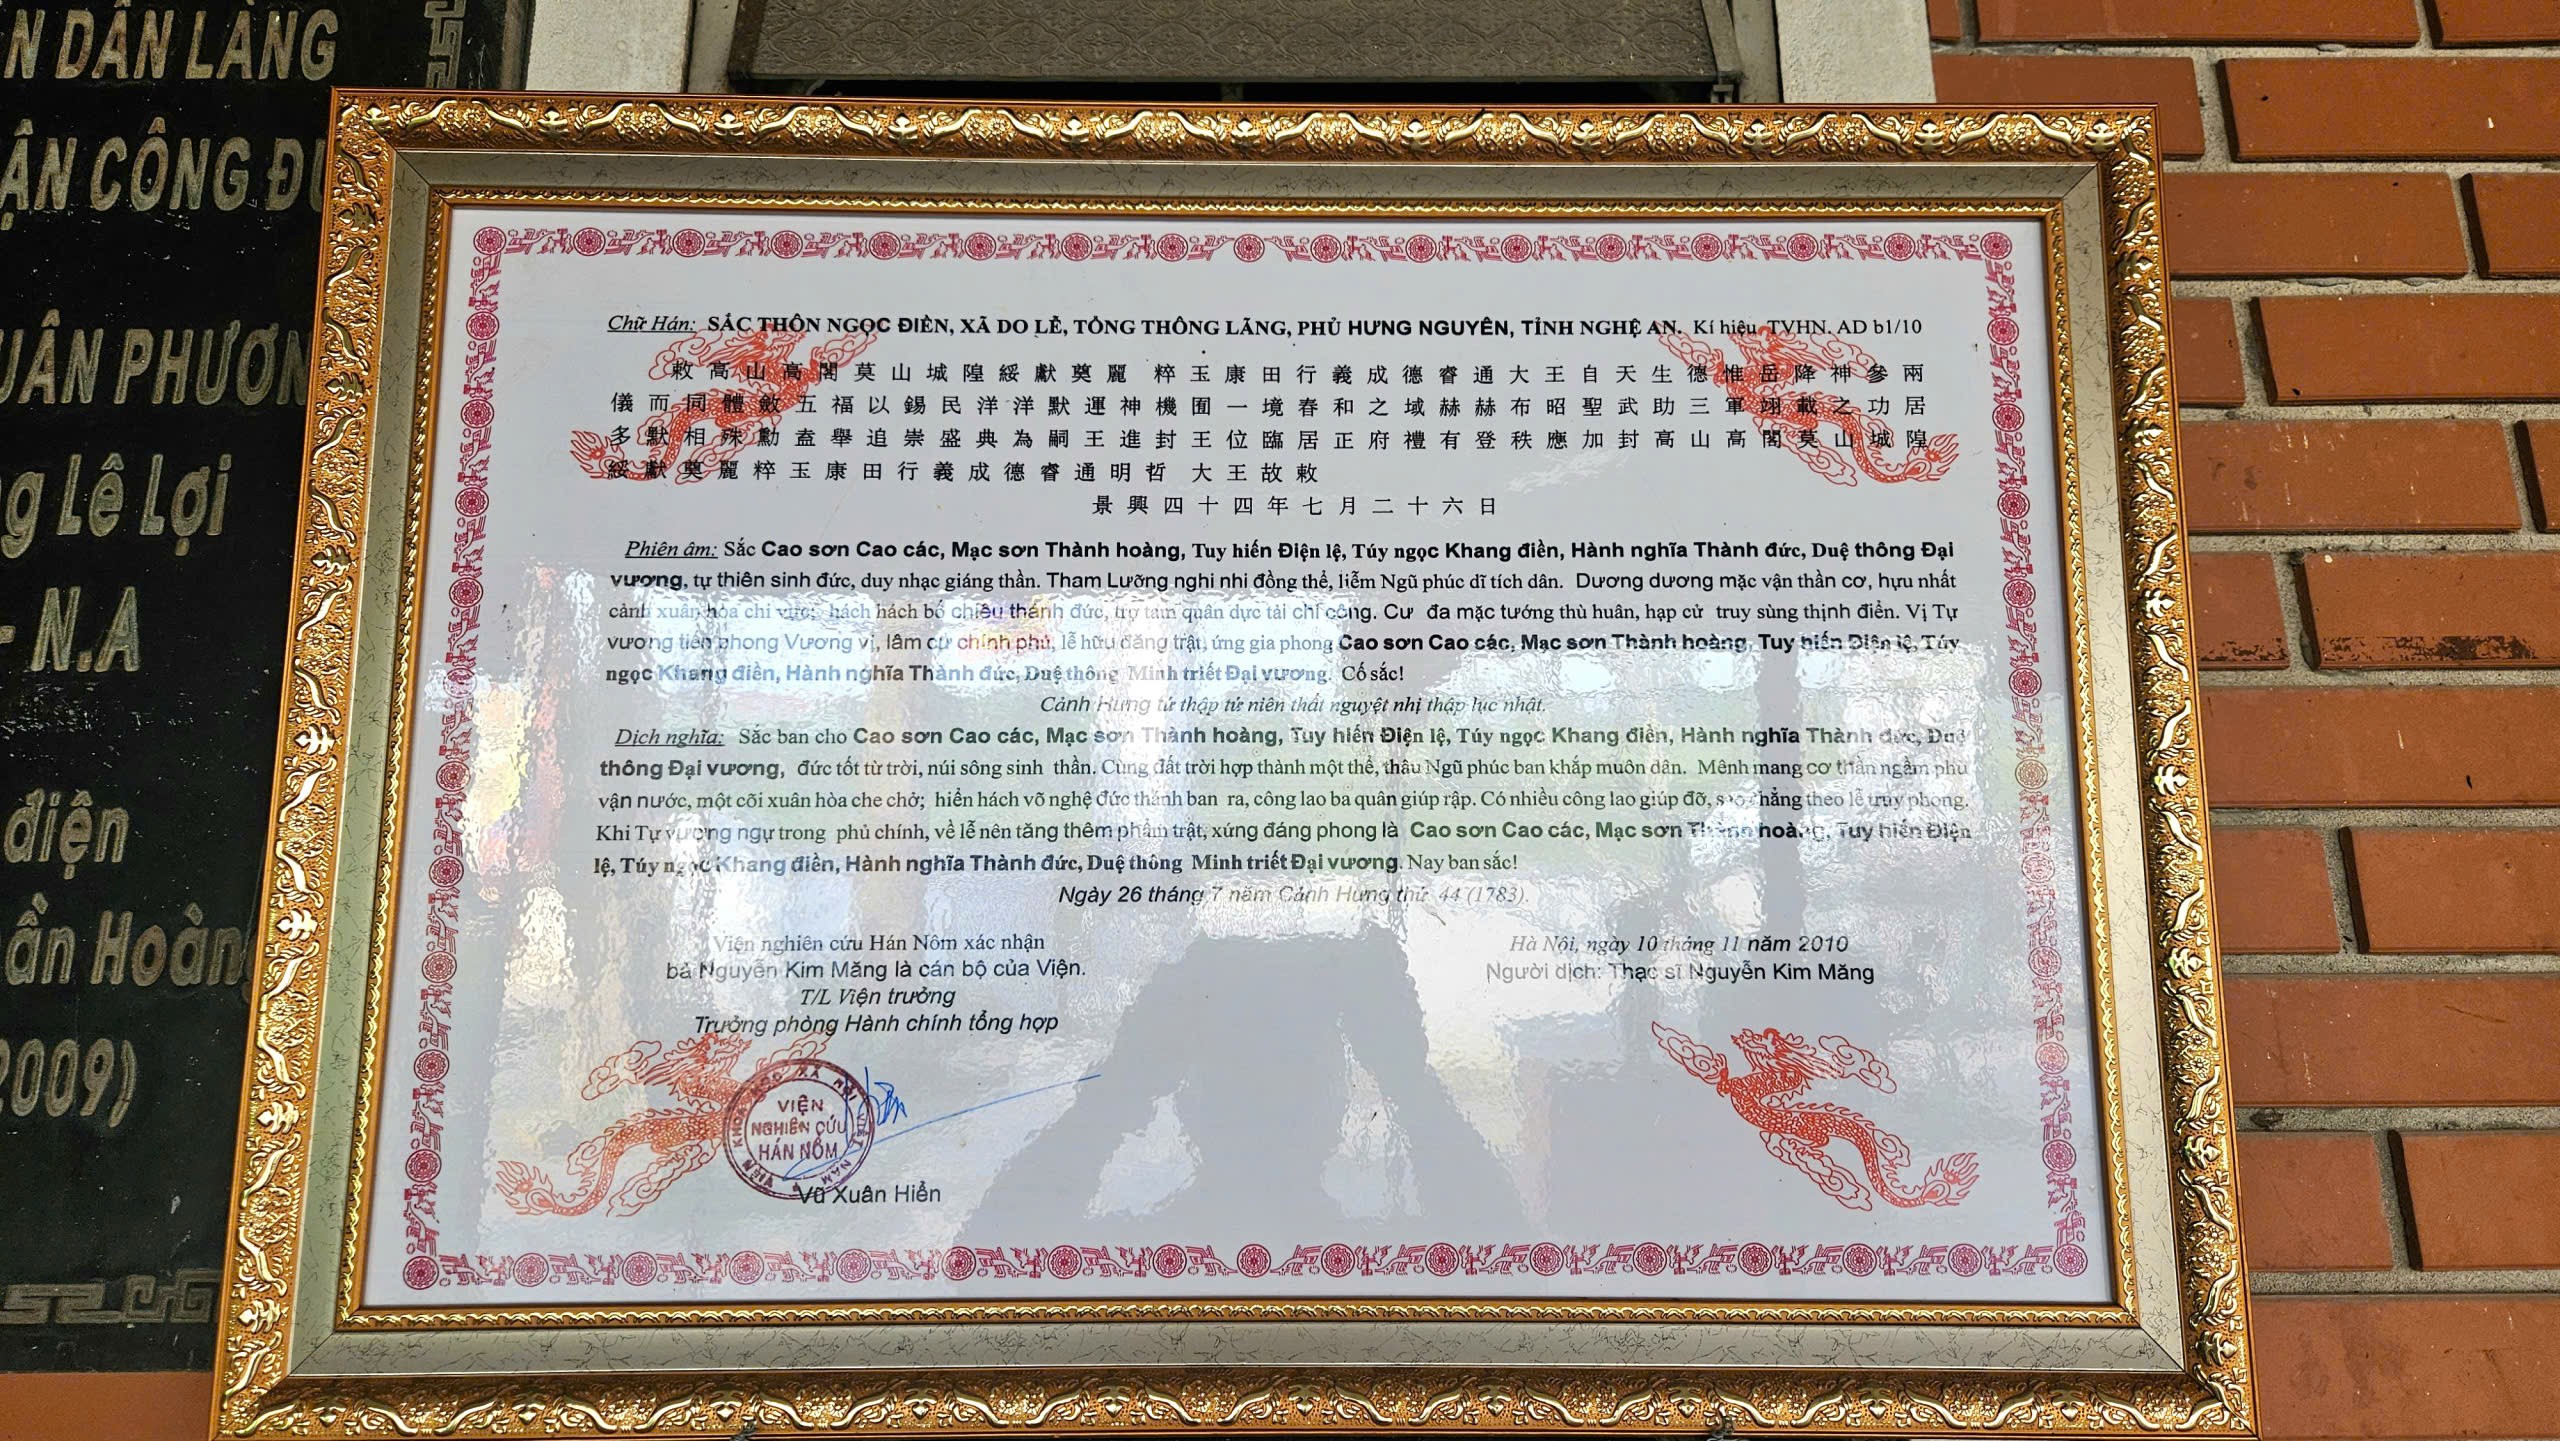 N DÂN LÀNG
ẬN CÔNG ĐỨ
UÂN PHƯƠN
g Lê Lợi
- N.A
điện
ần Hoàng
2009)
Chữ Hán: SẮC THÔN NGỌC ĐIỀN, XÃ DO LỄ, TỔNG THÔNG LÃNG, PHỦ HƯNG NGUYÊN, TỈNH NGHỆ AN. Kí hiệu TVHN. AD b1/10
敕高山高閣莫山城隍綏獻奠麗粹玉康田行義成德睿通大王自天生德惟岳降神參兩
儀而同體斂五福以錫民洋洋默運神機囿一境春和之域赫赫布昭聖武助三軍翊載之功居
多默相殊勳盍舉追崇盛典為嗣王進封王位臨居正府禮有登秩應加封高山高閣莫山城隍
綏獻奠麗粹玉康田行義成德睿通明哲大王故敕
景興四十四年七月二十六日
Phiên âm: Sắc Cao sơn Cao các, Mạc sơn Thành hoàng, Tuy hiến Điện lệ, Túy ngọc Khang điền, Hành nghĩa Thành đức, Duệ thông Đại
vương, tự thiên sinh đức, duy nhạc giáng thần. Tham Lưỡng nghi nhi đồng thể, liễm Ngũ phúc dĩ tích dân. Dương dương mặc vận thần cơ, hựu nhất
cảnh xuân hòa chi vực, hách hách bố chiêu thánh đức, trợ tam quân dực tải chi công. Cư đa mặc tướng thù huân, hạp cử truy sùng thịnh điển. Vị Tự
vương tiến phong Vương vị, lâm cư chính phủ, lễ hữu đăng trật, ứng gia phong Cao sơn Cao các, Mạc sơn Thành hoàng, Tuy hiến Điện lệ, Túy
ngọc Khang điền, Hành nghĩa Thành đức, Duệ thông Minh triết Đại vương. Cố sắc!
Cảnh Hưng tứ thập tứ niên thất nguyệt nhị thập lục nhật.
Dịch nghĩa: Sắc ban cho Cao sơn Cao các, Mạc sơn Thành hoàng, Tuy hiến Điện lệ, Túy ngọc Khang điền, Hành nghĩa Thành đức, Duệ
thông Đại vương, đức tốt từ trời, núi sông sinh thần. Cùng đất trời hợp thành một thể, thâu Ngũ phúc ban khắp muôn dân. Mênh mang cơ thần ngầm phù
vận nước, một cõi xuân hòa che chở; hiển hách võ nghệ đức thánh ban ra, công lao ba quân giúp rập. Có nhiều công lao giúp đỡ, sao chẳng theo lễ truy phong.
Khi Tự vương ngự trong phủ chính, về lễ nên tăng thêm phẩm trật, xứng đáng phong là Cao sơn Cao các, Mạc sơn Thành hoàng, Tuy hiến Điện
lệ, Túy ngọc Khang điền, Hành nghĩa Thành đức, Duệ thông Minh triết Đại vương. Nay ban sắc!
Ngày 26 tháng 7 năm Cảnh Hưng thứ 44 (1783).
Viện nghiên cứu Hán Nôm xác nhận
bà Nguyễn Kim Măng là cán bộ của Viện.
T/L Viện trưởng
Trưởng phòng Hành chính tổng hợp
VIỆN KHOA HỌC XÃ HỘI VIỆT NAM
VIỆN
NGHIÊN CỨU
HÁN NÔM
Vũ Xuân Hiển
Hà Nội, ngày 10 tháng 11 năm 2010
Người dịch: Thạc sĩ Nguyễn Kim Măng